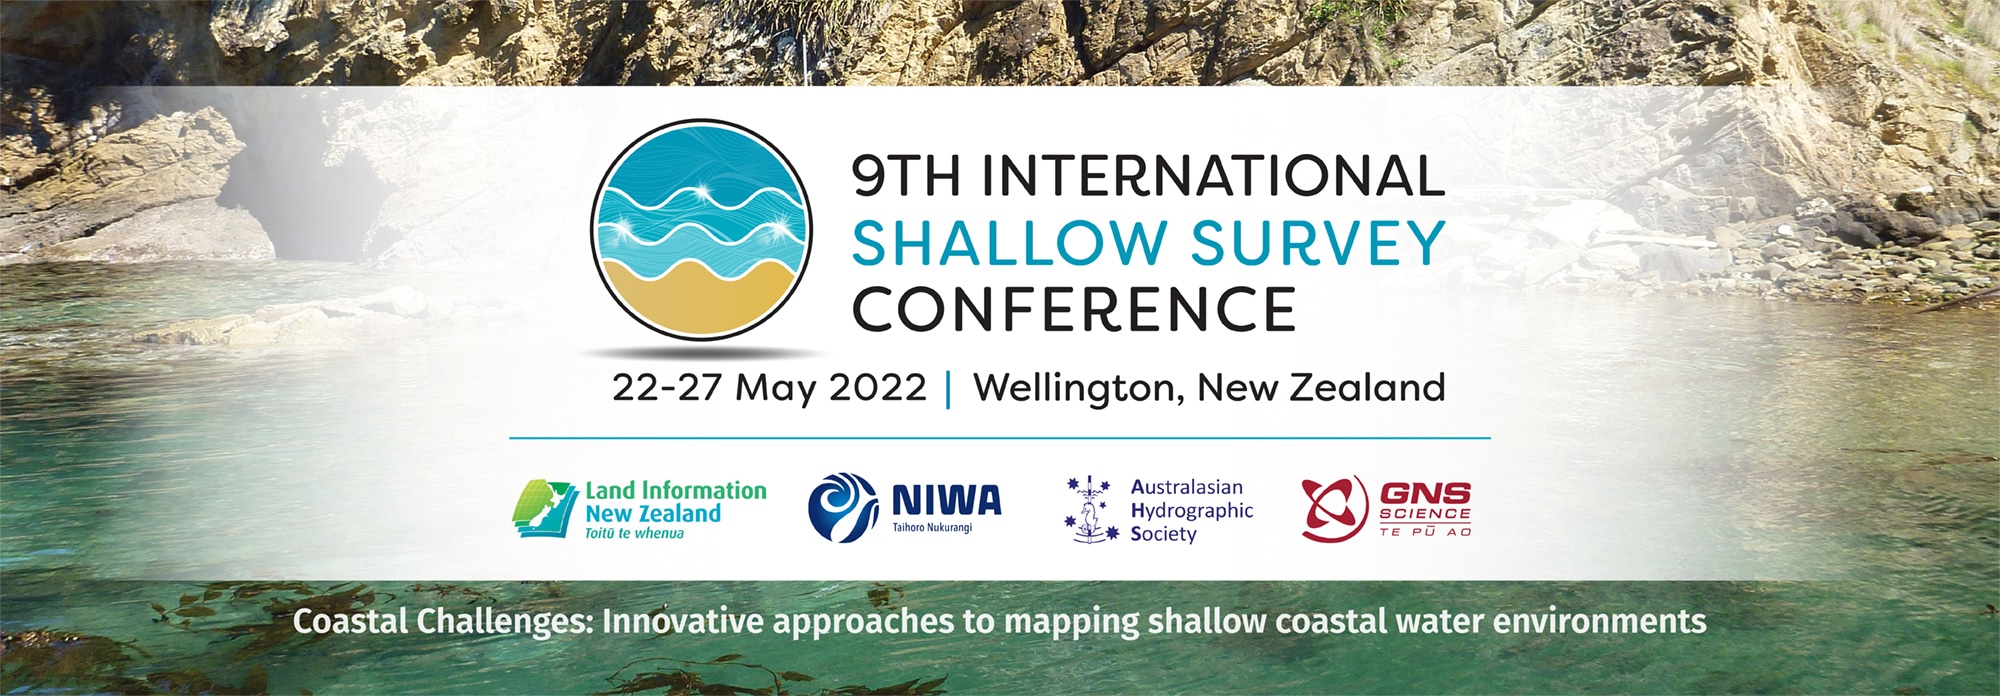 9TH INTERNATIONAL
SHALLOW SURVEY
CONFERENCE
22-27 May 2022 | Wellington, New Zealand
Land Information
New Zealand
Toitū te whenua
NIWA
Taihoro Nukurangi
Australasian
Hydrographic
Society
GNS
SCIENCE
TE PŪ AO
Coastal Challenges: Innovative approaches to mapping shallow coastal water environments